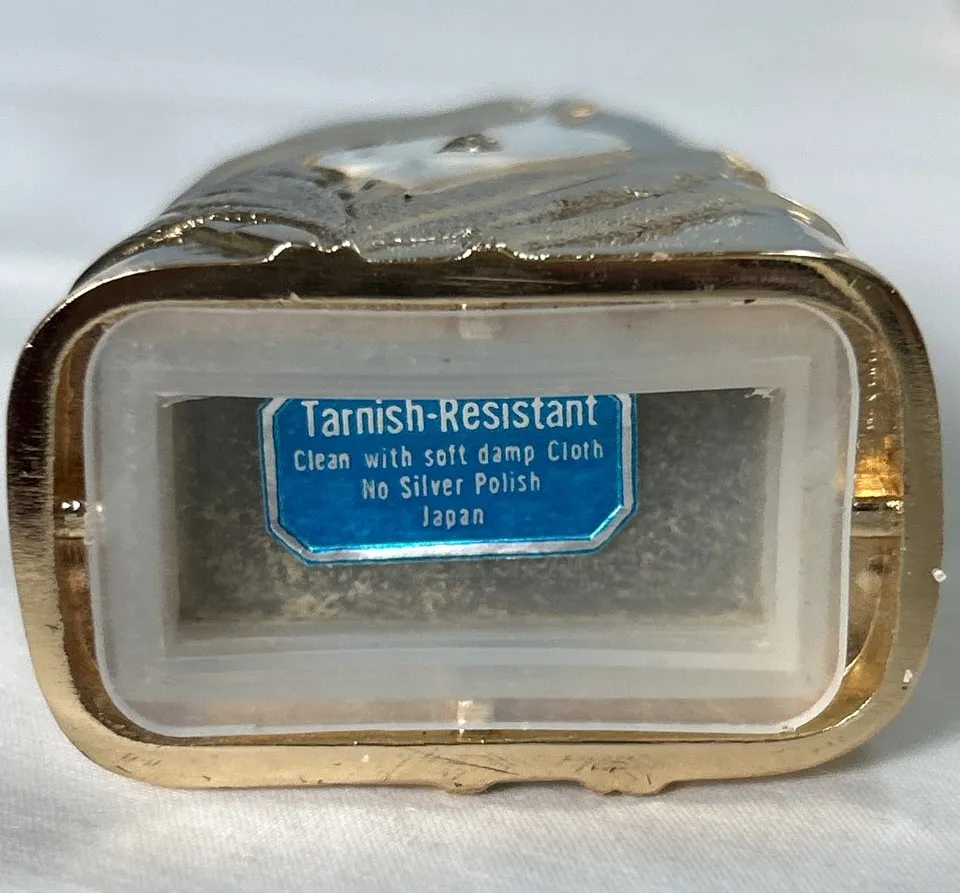 Tarnish-Resistant
Clean with soft damp Cloth
No Silver Polish
Japan